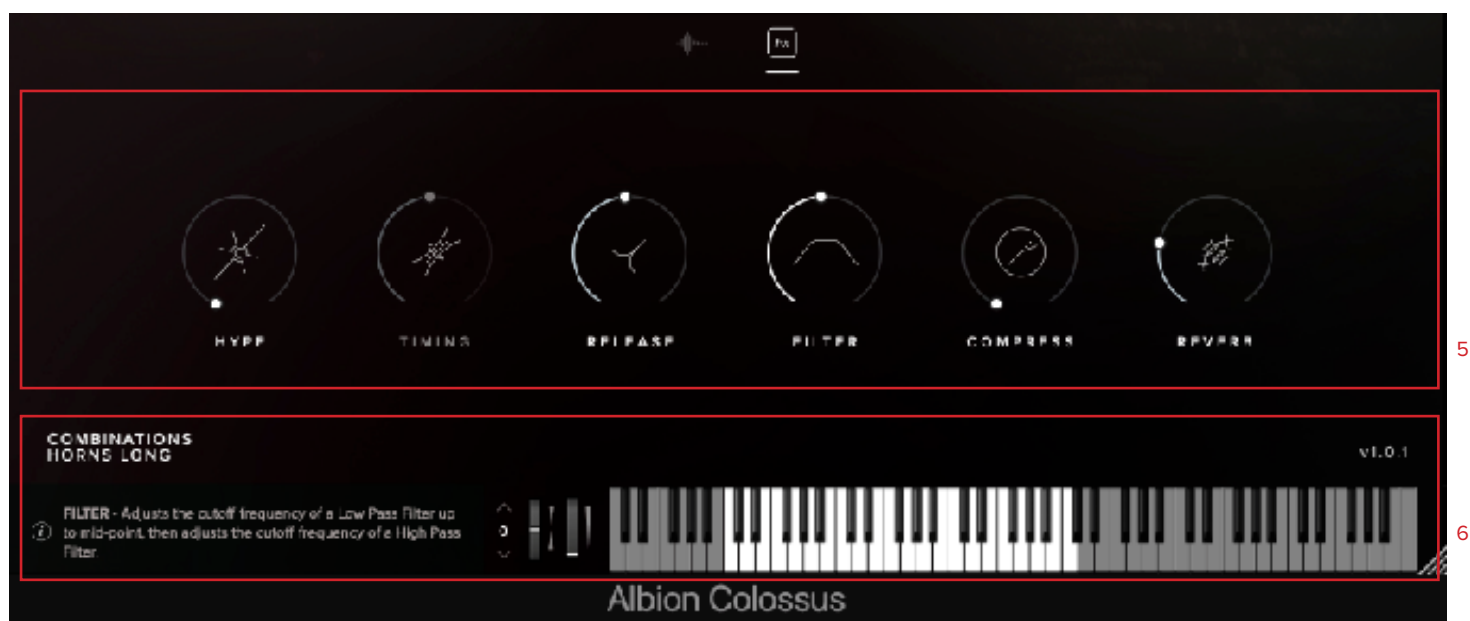 Fx
HYPE
TIMING
RELEASE
FILTER
COMPRESS
REVERB
5
COMBINATIONS
HORNS LONG
v1.0.1
FILTER - Adjusts the cutoff frequency of a Low Pass Filter up
to mid-point, then adjusts the cutoff frequency of a High Pass
Filter.
i
0
6
Albion Colossus